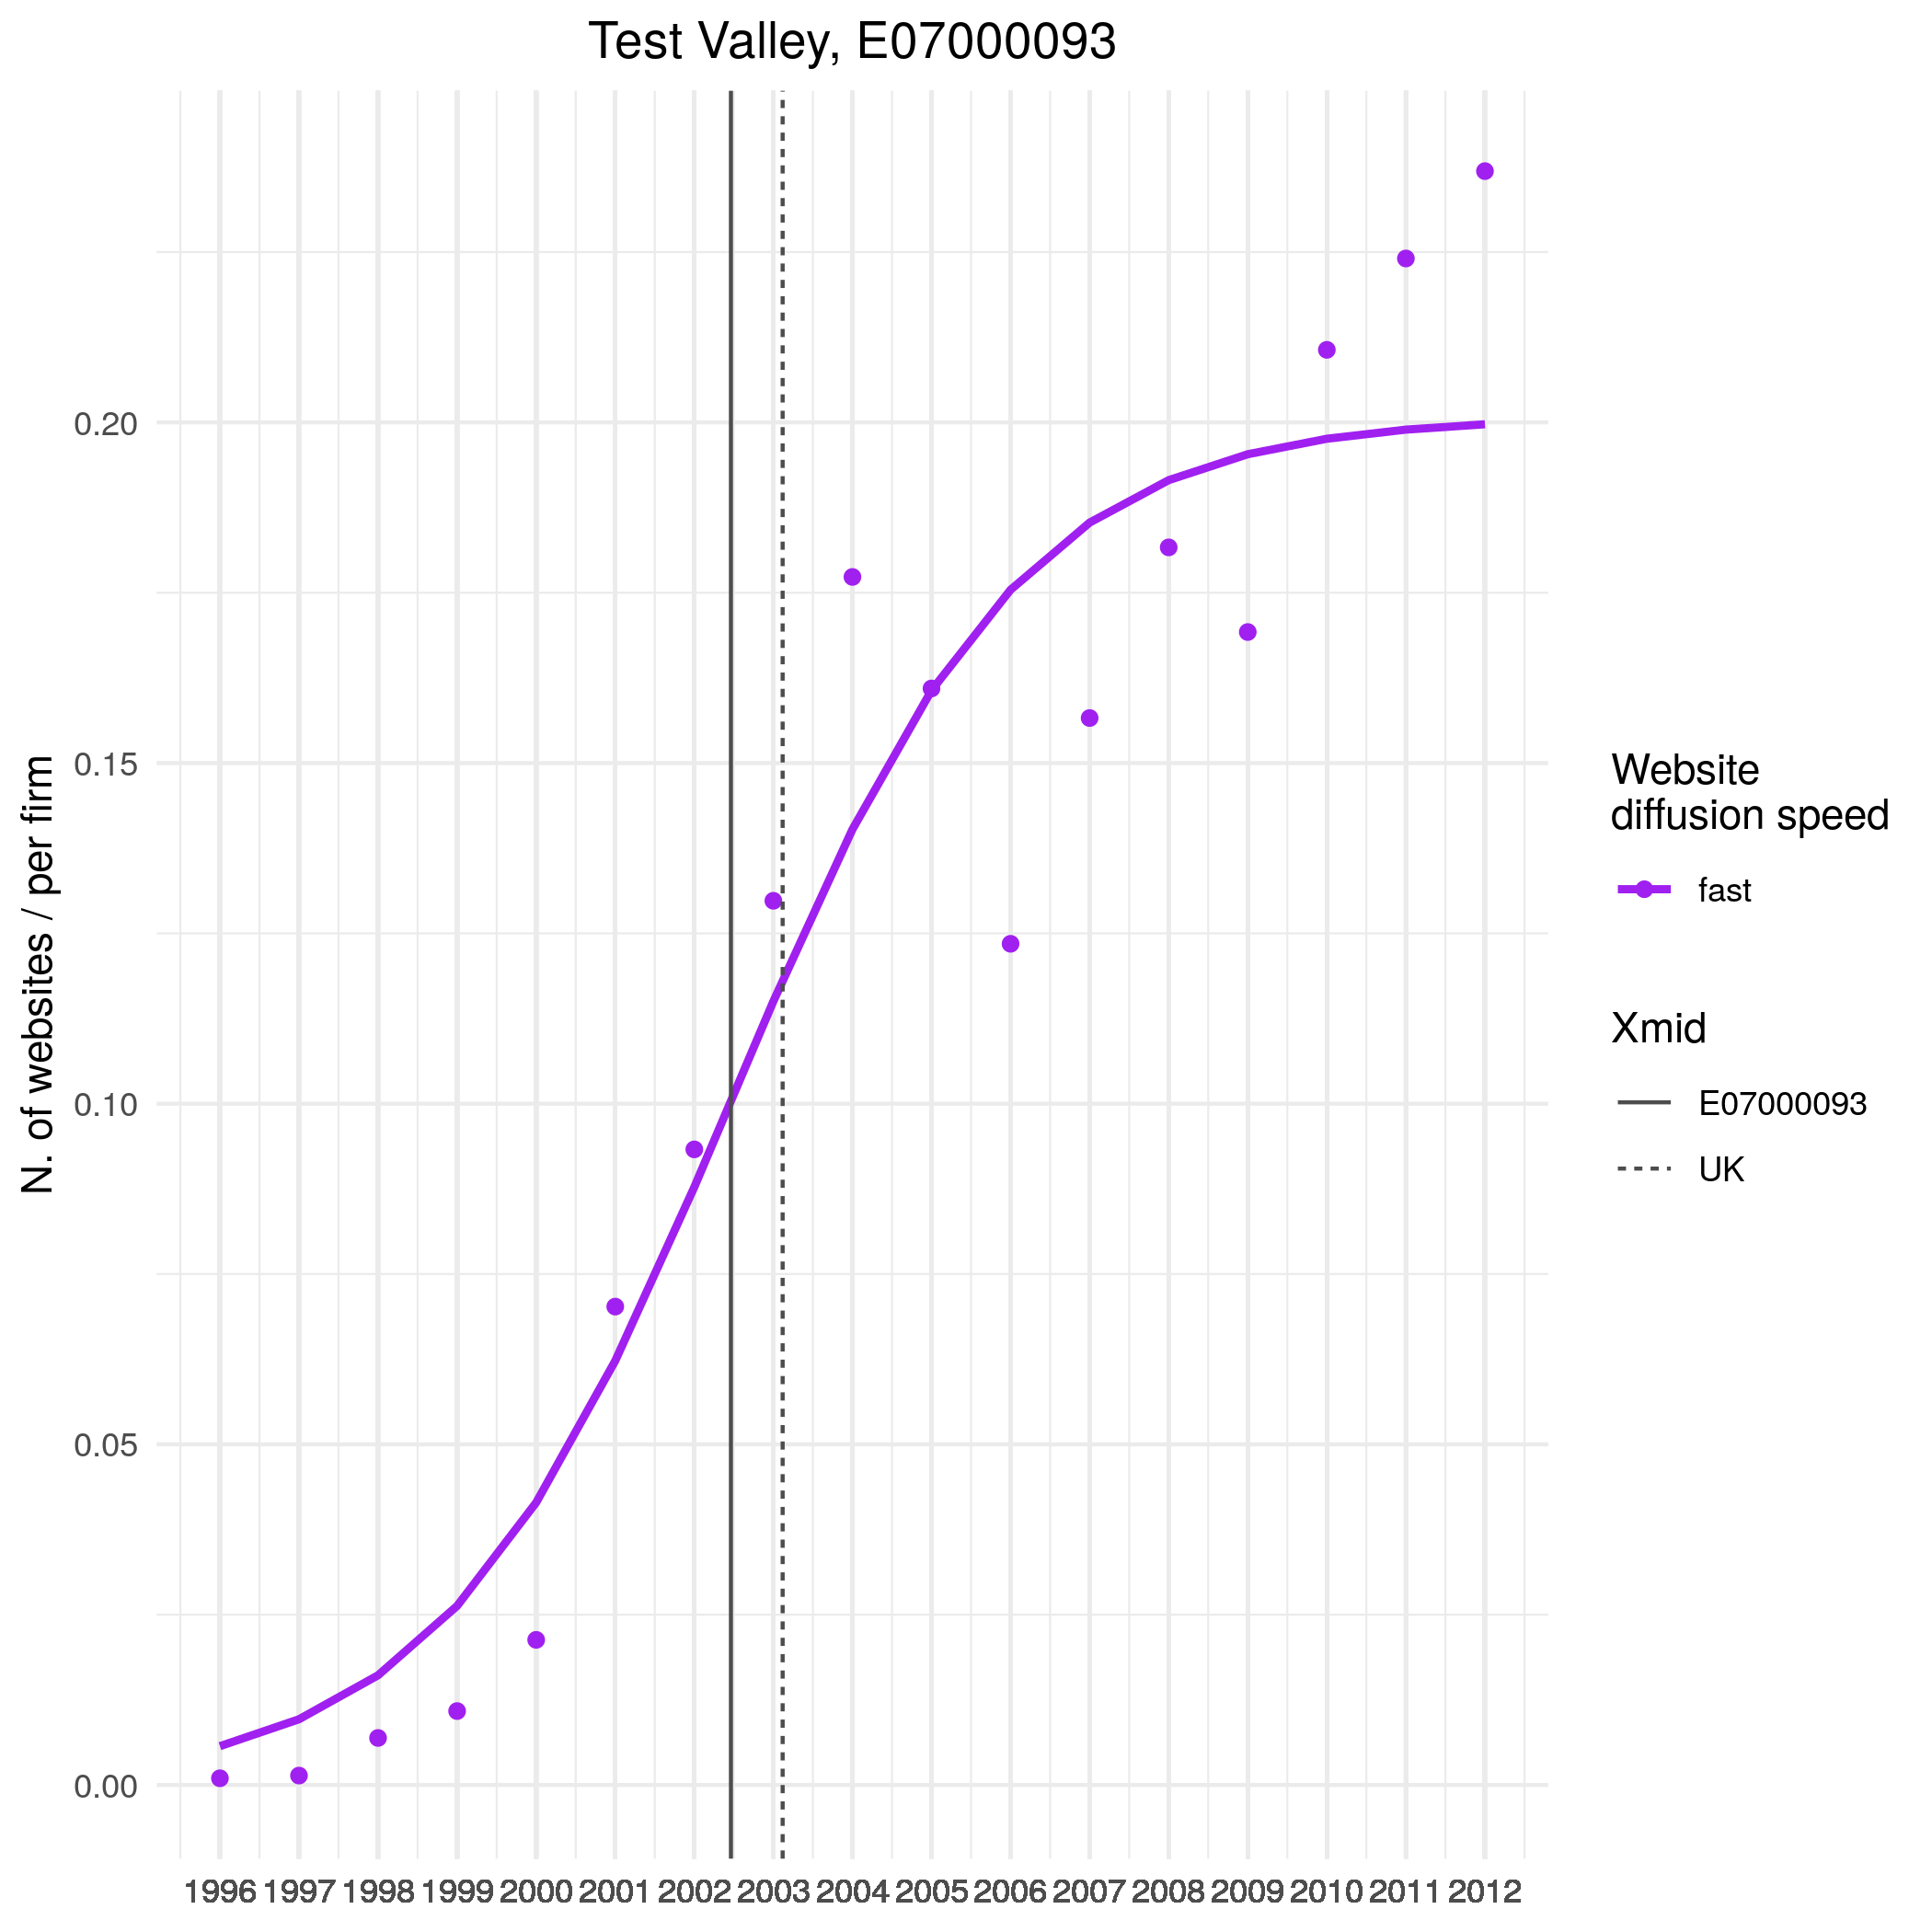 Test Valley, E07000093
N. of websites / per firm
0.20
0.15
0.10
0.05
0.00
1996 1997 1998 1999 2000 2001 2002 2003 2004 2005 2006 2007 2008 2009 2010 2011 2012
Website
diffusion speed
fast
Xmid
E07000093
UK